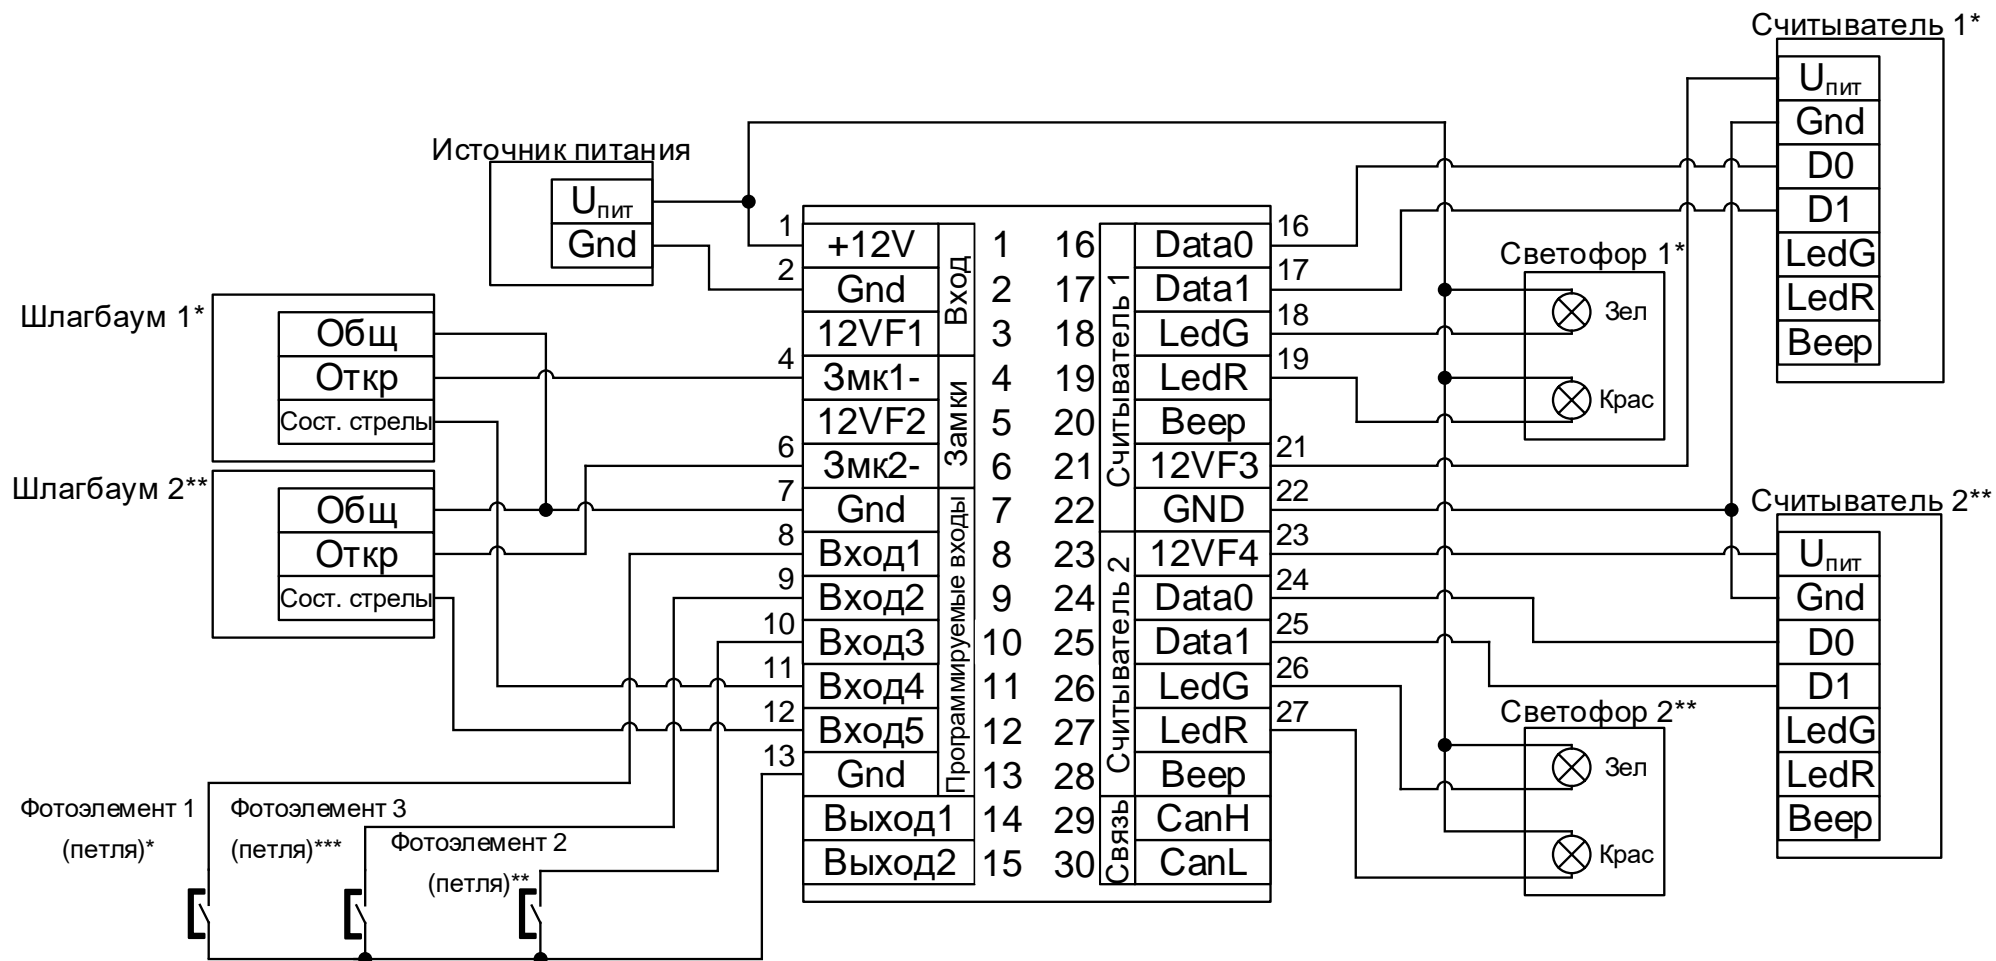 Считыватель 1*
Uпит
Gnd
D0
D1
LedG
LedR
Beep
Источник питания
Uпит
Gnd
Шлагбаум 1*
Общ
Откр
Сост. стрелы
Шлагбаум 2**
Общ
Откр
Сост. стрелы
1
2
4
6
7
8
9
10
11
12
13
+12V
Gnd
12VF1
Змк1-
12VF2
Змк2-
Gnd
Вход1
Вход2
Вход3
Вход4
Вход5
Gnd
Выход1
Выход2
Вход
Замки
Программируемые входы
1 16
2 17
3 18
4 19
5 20
6 21
7 22
8 23
9 24
10 25
11 26
12 27
13 28
14 29
15 30
Считыватель 1
Считыватель 2
Связь
Data0
Data1
LedG
LedR
Beep
12VF3
GND
12VF4
Data0
Data1
LedG
LedR
Beep
CanH
CanL
16
17
18
19
21
22
23
24
25
26
27
Светофор 1*
Зел
Крас
Считыватель 2**
Uпит
Gnd
D0
D1
LedG
LedR
Beep
Светофор 2**
Зел
Крас
Фотоэлемент 1
(петля)*
Фотоэлемент 3
(петля)***
Фотоэлемент 2
(петля)**